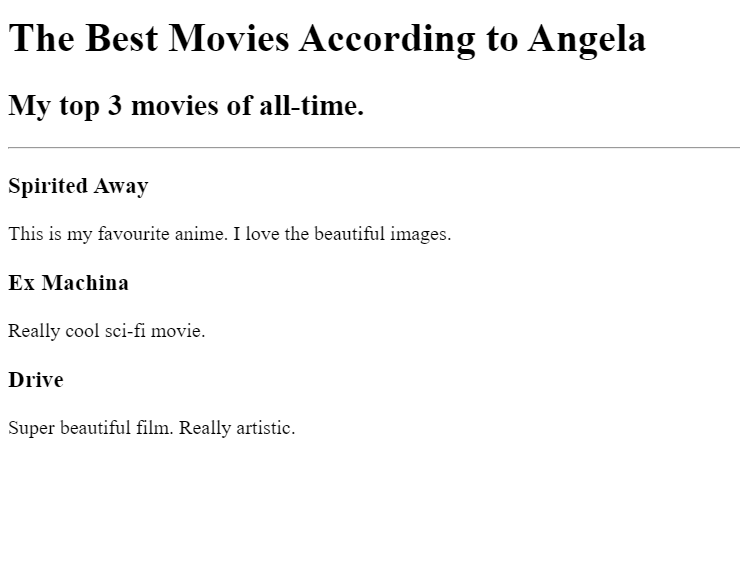 The Best Movies According to Angela
My top 3 movies of all-time.
Spirited Away
This is my favourite anime. I love the beautiful images.
Ex Machina
Really cool sci-fi movie.
Drive
Super beautiful film. Really artistic.